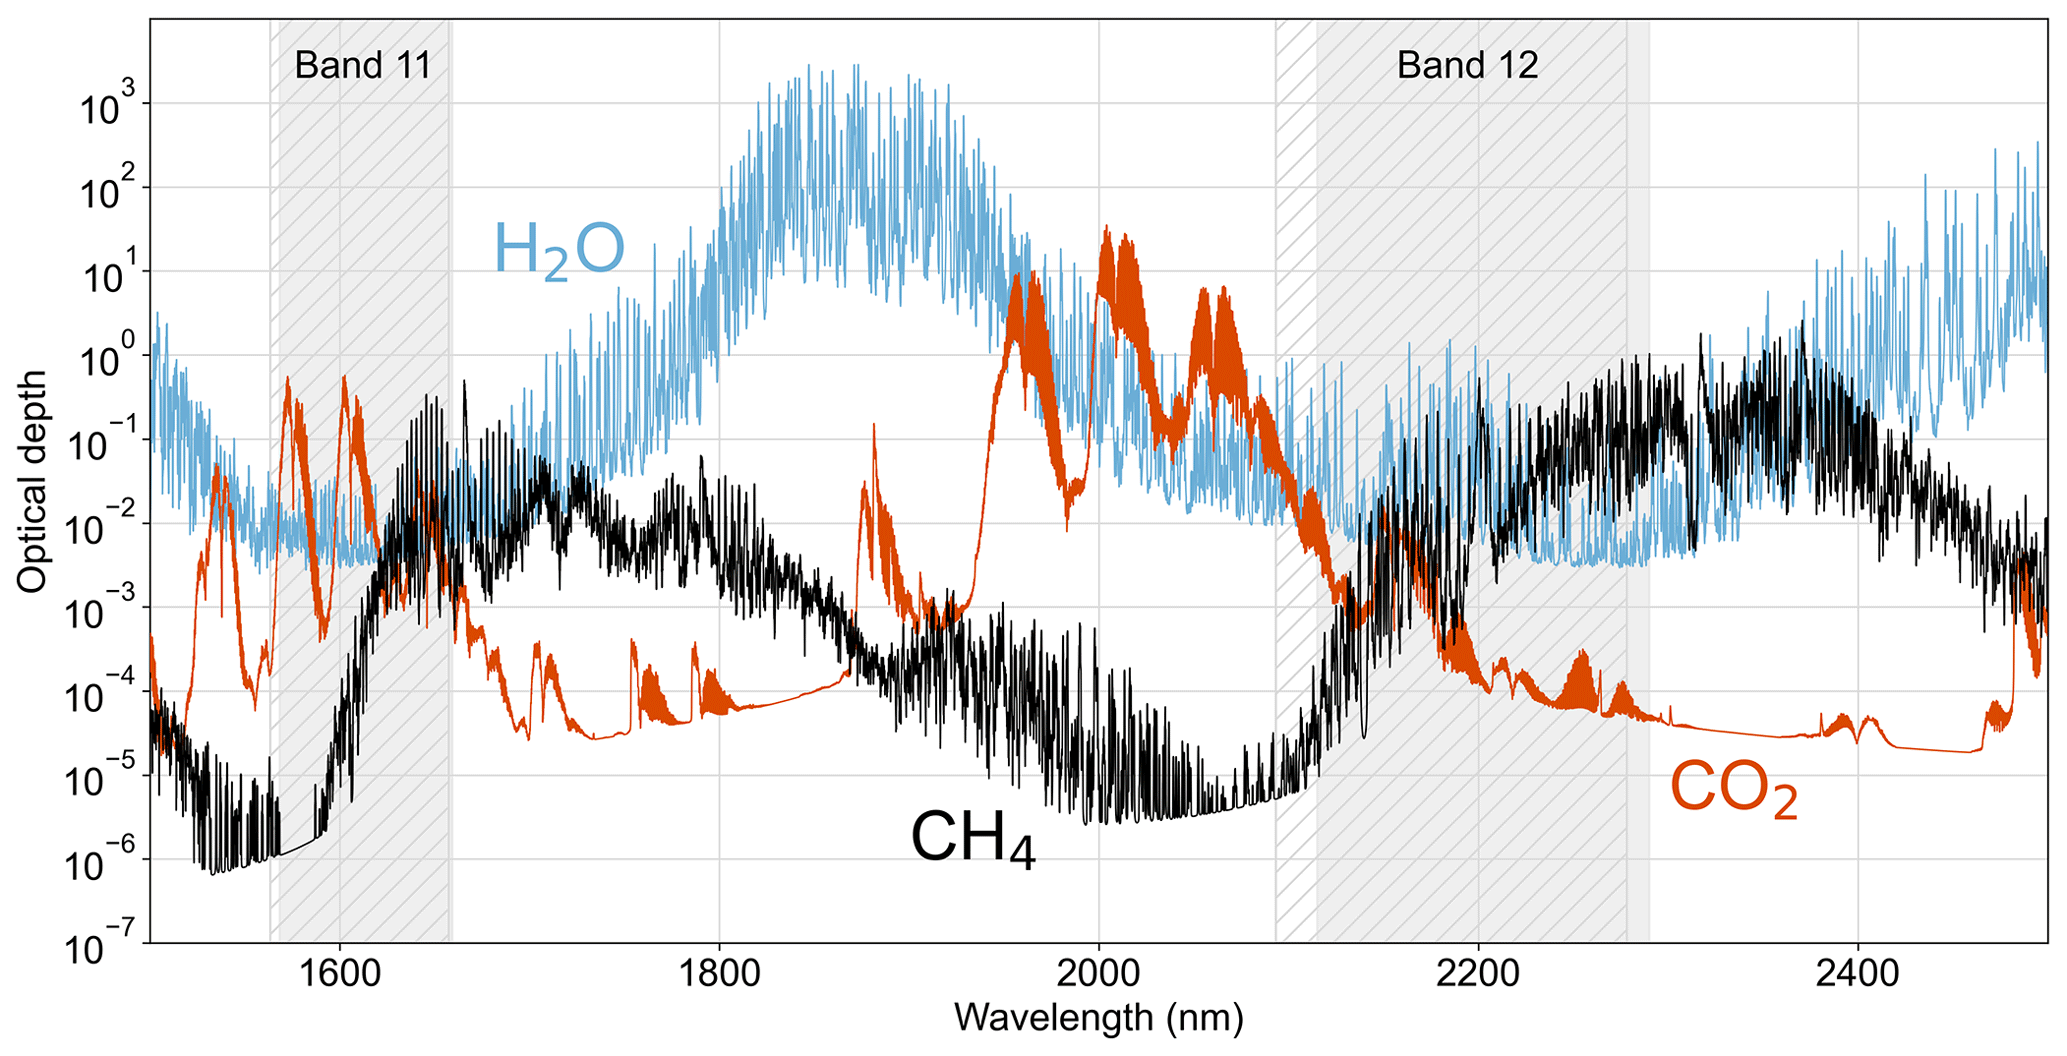 Band 11
Band 12
10³
10²
10¹
10⁰
10⁻¹
10⁻²
10⁻³
10⁻⁴
10⁻⁵
10⁻⁶
10⁻⁷
Optical depth
H₂O
CH₄
CO₂
1600
1800
2000
2200
2400
Wavelength (nm)